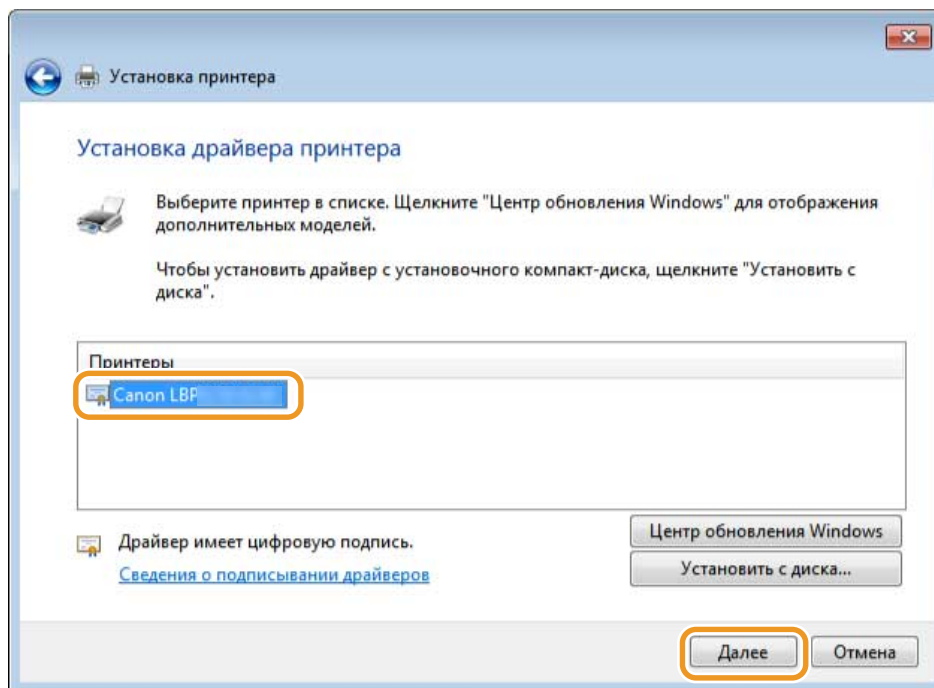 Установка принтера
Установка драйвера принтера
Выберите принтер в списке. Щелкните "Центр обновления Windows" для отображения
дополнительных моделей.
Чтобы установить драйвер с установочного компакт-диска, щелкните "Установить с
диска".
Принтеры
Canon LBP
Драйвер имеет цифровую подпись.
Сведения о подписывании драйверов
Центр обновления Windows
Установить с диска...
Далее
Отмена